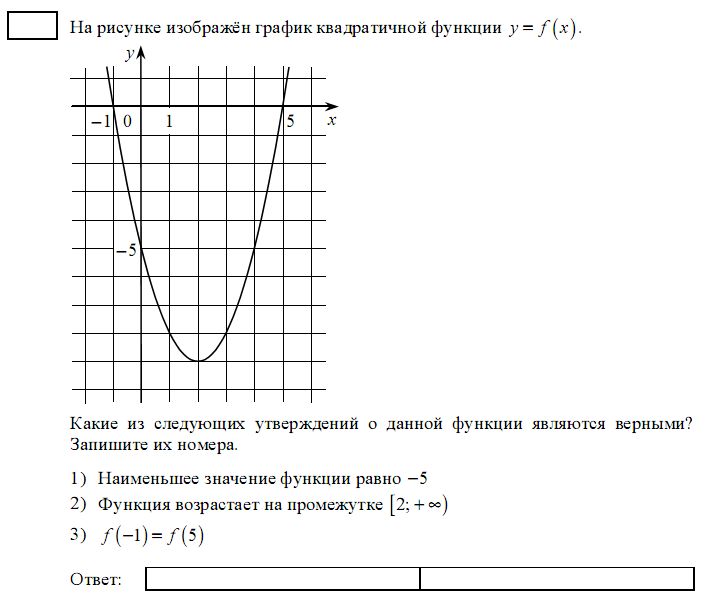 На рисунке изображён график квадратичной функции y = f(x).
y
−1 0 1 5 x
−5
Какие из следующих утверждений о данной функции являются верными?
Запишите их номера.
1) Наименьшее значение функции равно −5
2) Функция возрастает на промежутке [2; +∞)
3) f(−1) = f(5)
Ответ: